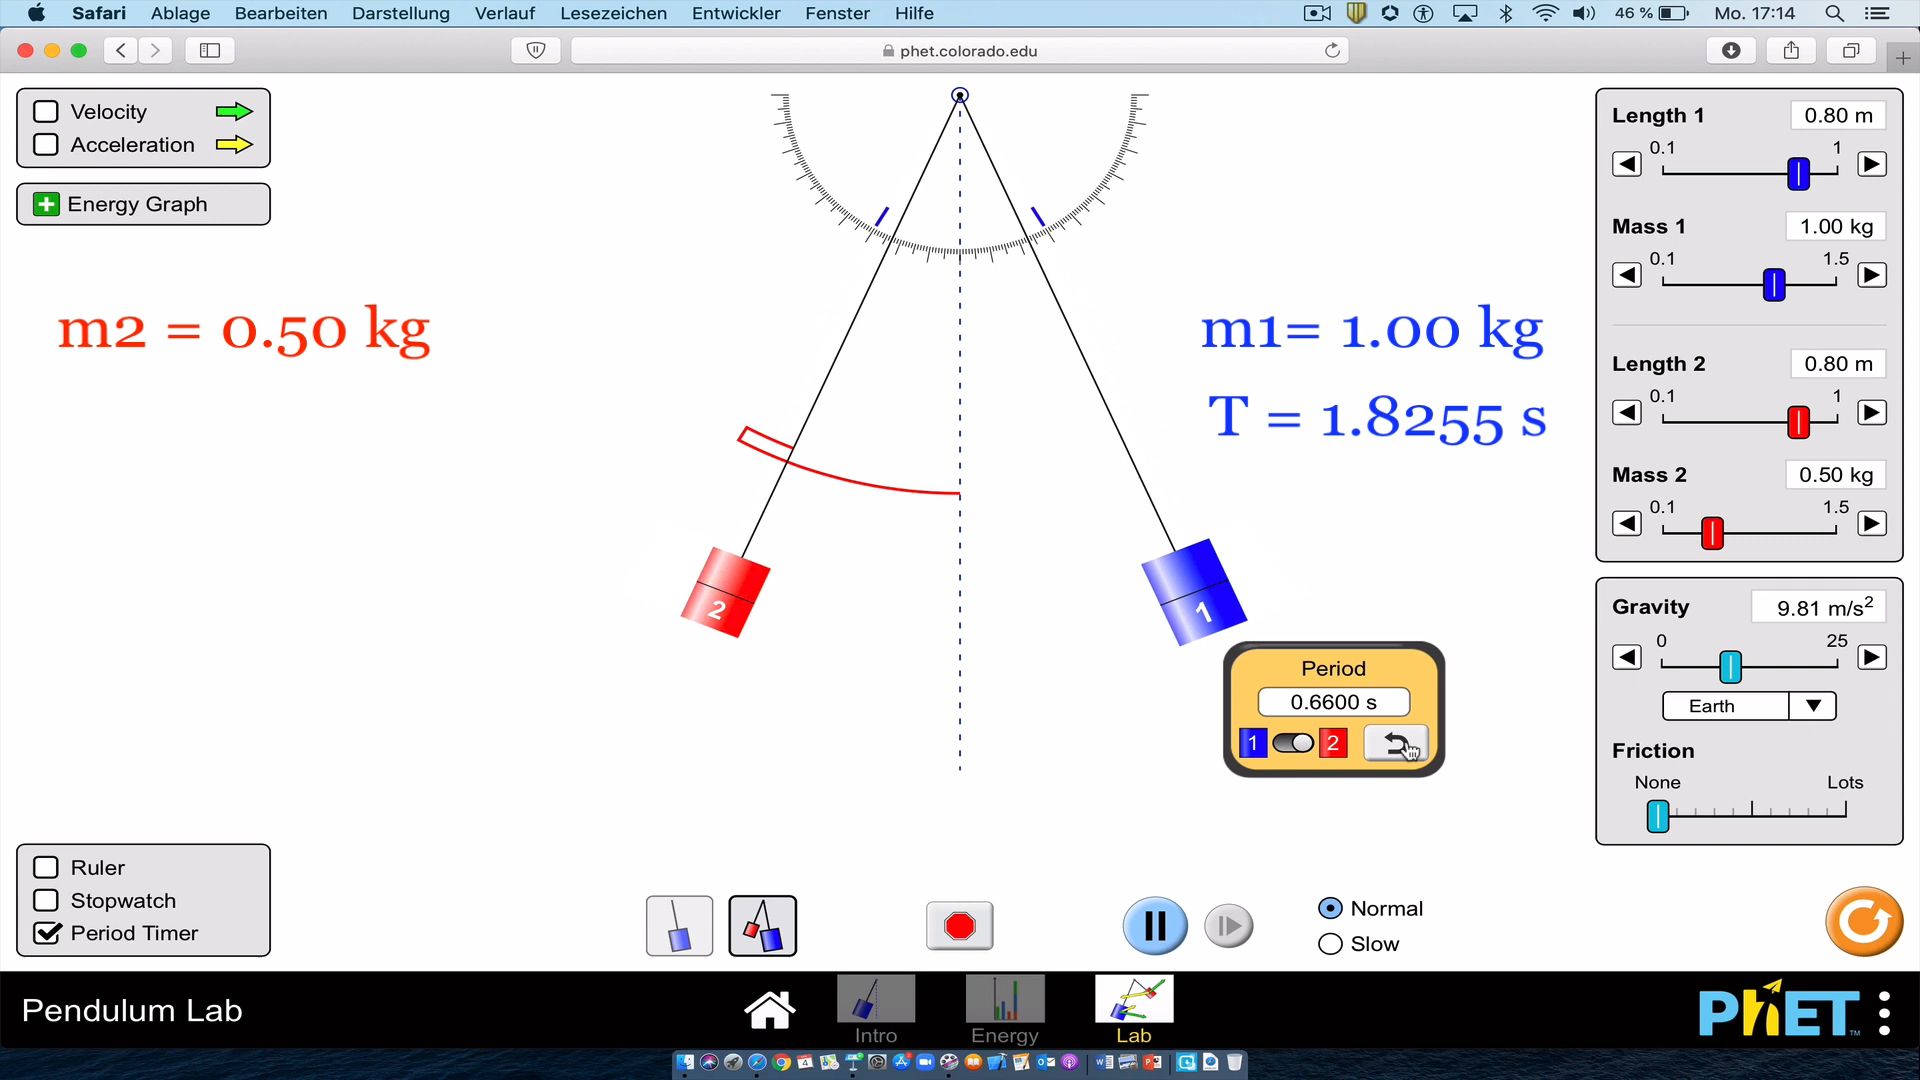 Safari Ablage Bearbeiten Darstellung Verlauf Lesezeichen Entwickler Fenster Hilfe 46 % Mo. 17:14
phet.colorado.edu
Velocity
Acceleration
Energy Graph
m2 = 0.50 kg
m1= 1.00 kg
T = 1.8255 s
2
1
Period
0.6600 s
1 2
Length 1 0.80 m
0.1 1
Mass 1 1.00 kg
0.1 1.5
Length 2 0.80 m
0.1 1
Mass 2 0.50 kg
0.1 1.5
Gravity 9.81 m/s²
0 25
Earth
Friction
None Lots
Ruler
Stopwatch
Period Timer
Normal
Slow
Pendulum Lab
Intro
Energy
Lab
PhET™